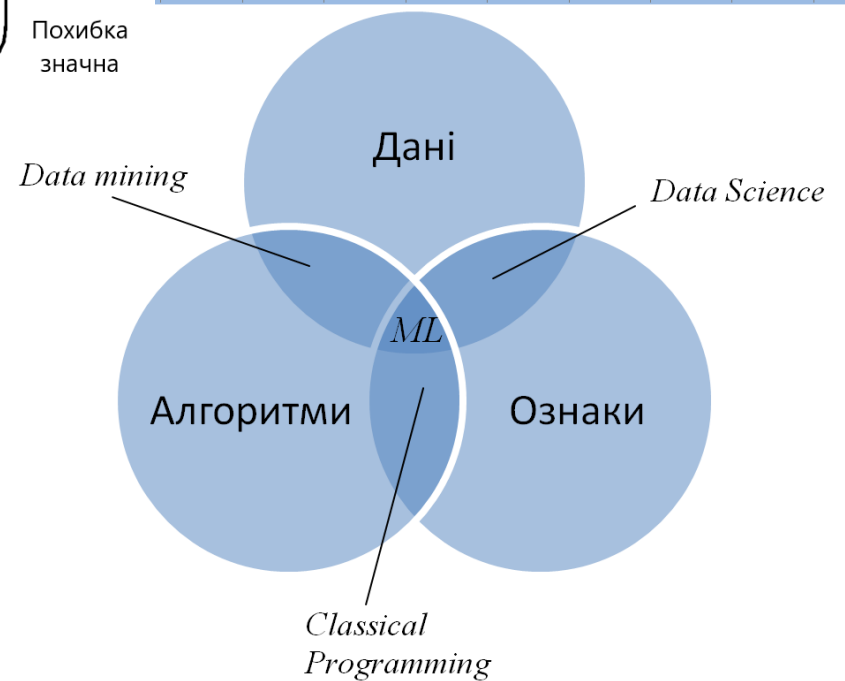 Похибка
значна
Дані
Data mining
Data Science
ML
Алгоритми
Ознаки
Classical
Programming